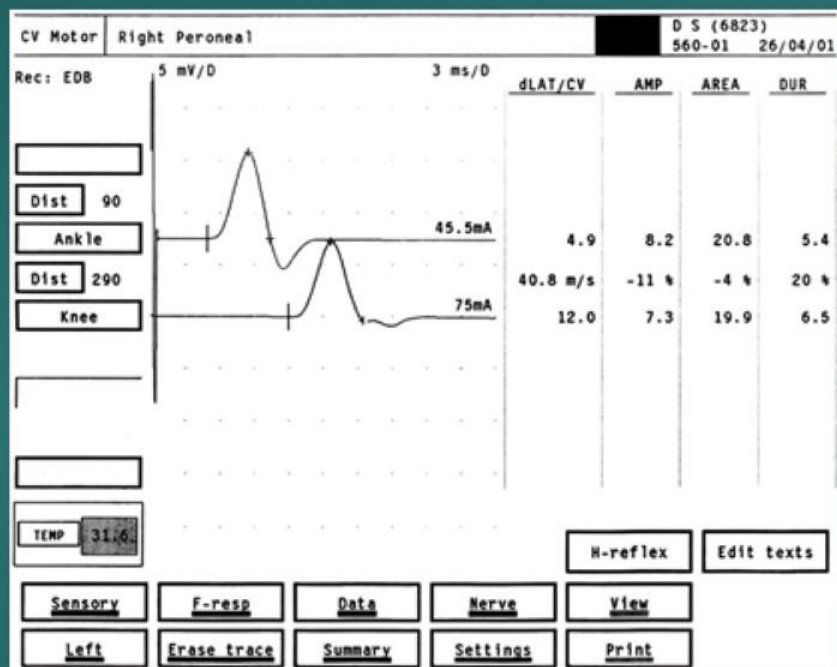 CV Motor Right Peroneal D S (6823)
560-01 26/04/01
Rec: EDB 5 mV/D 3 ms/D dLAT/CV AMP AREA DUR
Dist 90
Ankle 45.5mA 4.9 8.2 20.8 5.4
Dist 290 40.8 m/s -11 % -4 % 20 %
Knee 75mA 12.0 7.3 19.9 6.5
TEMP 31.6
H-reflex Edit texts
Sensory F-resp Data Nerve View
Left Erase trace Summary Settings Print